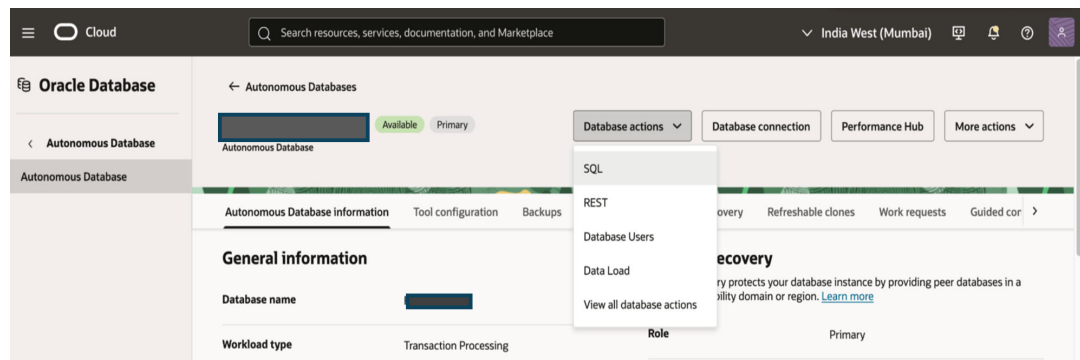 Cloud
Search resources, services, documentation, and Marketplace
India West (Mumbai)
Oracle Database
Autonomous Database
Autonomous Database
Autonomous Databases
Available
Primary
Autonomous Database
Database actions
Database connection
Performance Hub
More actions
SQL
REST
Database Users
Data Load
View all database actions
Autonomous Database information
Tool configuration
Backups
overy
Refreshable clones
Work requests
Guided cor
General information
Database name
Workload type
Transaction Processing
ecovery
ry protects your database instance by providing peer databases in a
bility domain or region. Learn more
Role
Primary